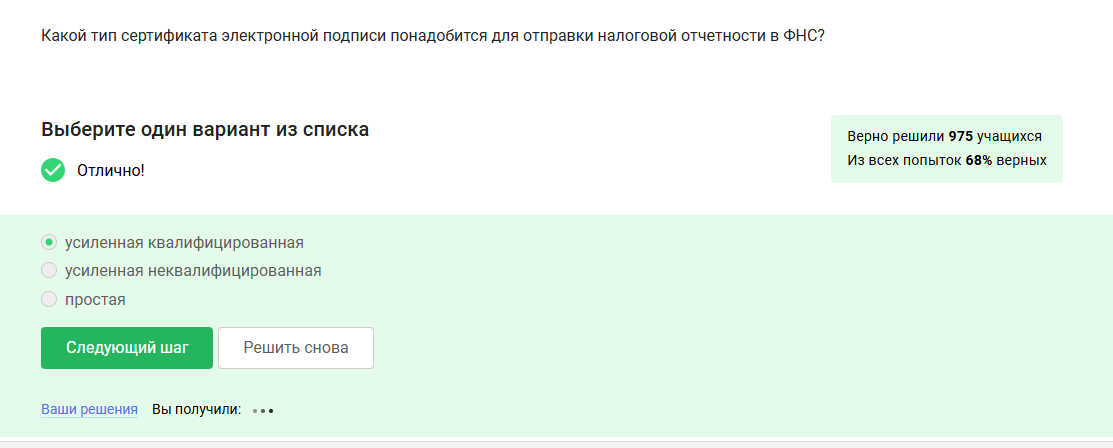 Какой тип сертификата электронной подписи понадобится для отправки налоговой отчетности в ФНС?
Выберите один вариант из списка
Отлично!
Верно решили 975 учащихся
Из всех попыток 68% верных
усиленная квалифицированная
усиленная неквалифицированная
простая
Следующий шаг
Решить снова
Ваши решения Вы получили: